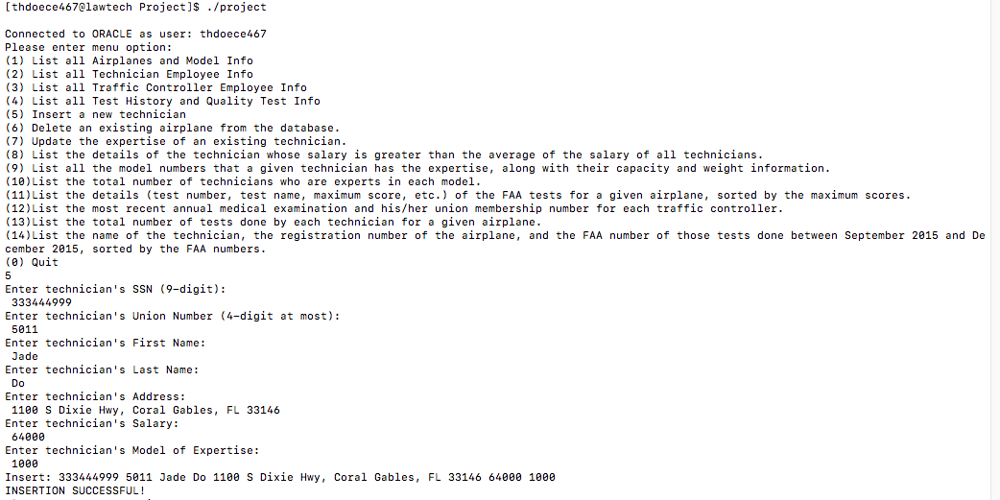 [thdoece467@lawtech Project]$ ./project
Connected to ORACLE as user: thdoece467
Please enter menu option:
(1) List all Airplanes and Model Info
(2) List all Technician Employee Info
(3) List all Traffic Controller Employee Info
(4) List all Test History and Quality Test Info
(5) Insert a new technician
(6) Delete an existing airplane from the database.
(7) Update the expertise of an existing technician.
(8) List the details of the technician whose salary is greater than the average of the salary of all technicians.
(9) List all the model numbers that a given technician has the expertise, along with their capacity and weight information.
(10)List the total number of technicians who are experts in each model.
(11)List the details (test number, test name, maximum score, etc.) of the FAA tests for a given airplane, sorted by the maximum scores.
(12)List the most recent annual medical examination and his/her union membership number for each traffic controller.
(13)List the total number of tests done by each technician for a given airplane.
(14)List the name of the technician, the registration number of the airplane, and the FAA number of those tests done between September 2015 and De
cember 2015, sorted by the FAA numbers.
(0) Quit
5
Enter technician's SSN (9-digit):
333444999
Enter technician's Union Number (4-digit at most):
5011
Enter technician's First Name:
Jade
Enter technician's Last Name:
Do
Enter technician's Address:
1100 S Dixie Hwy, Coral Gables, FL 33146
Enter technician's Salary:
64000
Enter technician's Model of Expertise:
1000
Insert: 333444999 5011 Jade Do 1100 S Dixie Hwy, Coral Gables, FL 33146 64000 1000
INSERTION SUCCESSFUL!